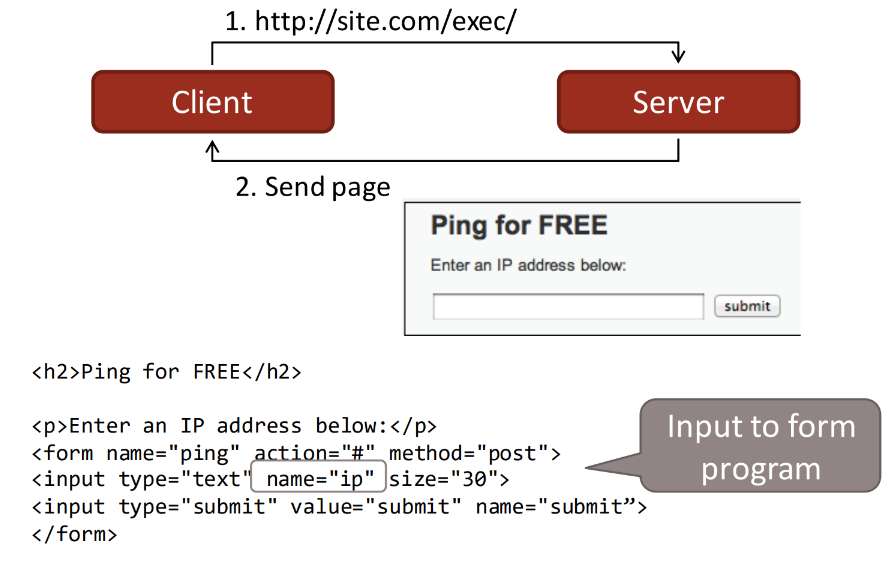 1. http://site.com/exec/
Client
Server
2. Send page
Ping for FREE
Enter an IP address below:
submit
<h2>Ping for FREE</h2>
<p>Enter an IP address below:</p>
<form name="ping" action="#" method="post">
<input type="text" name="ip" size="30">
<input type="submit" value="submit" name="submit”>
</form>
Input to form
program